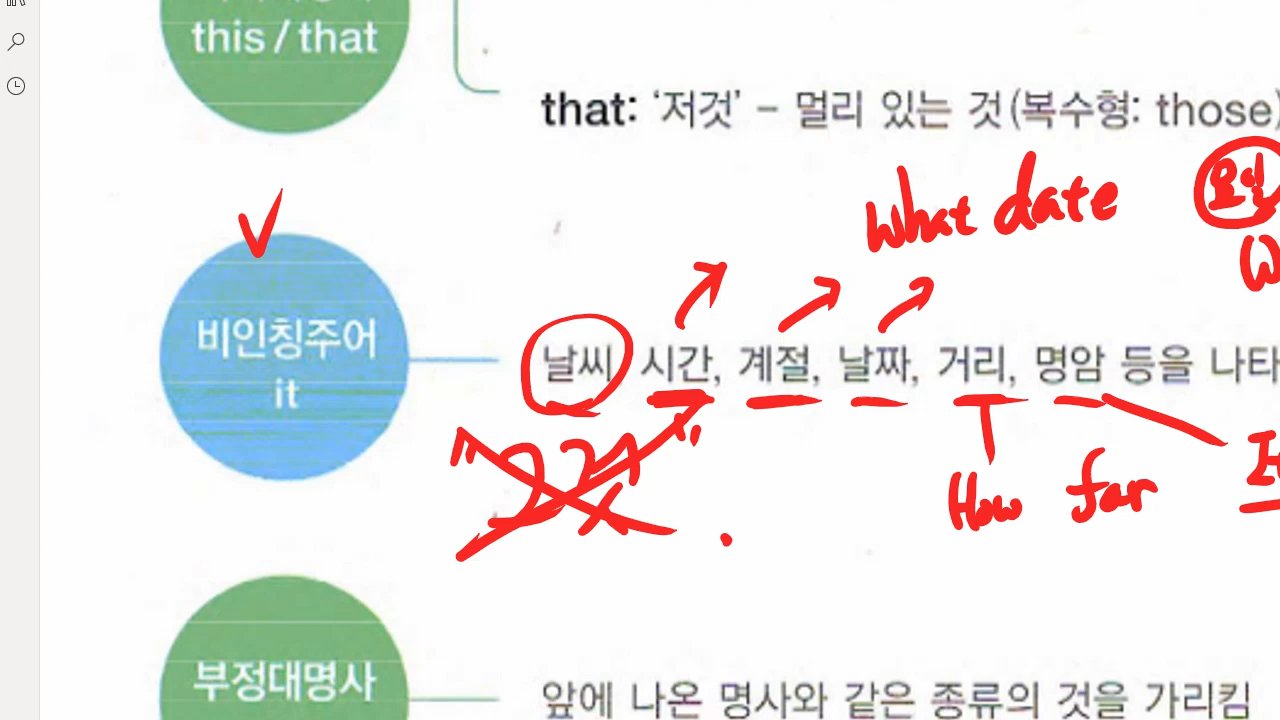 this / that
that: ‘저것’ – 멀리 있는 것(복수형: those)
What date
요일
W
비인칭주어
it
날씨 시간, 계절, 날짜, 거리, 명암 등을 나타
How far
부정대명사
앞에 나온 명사와 같은 종류의 것을 가리킴